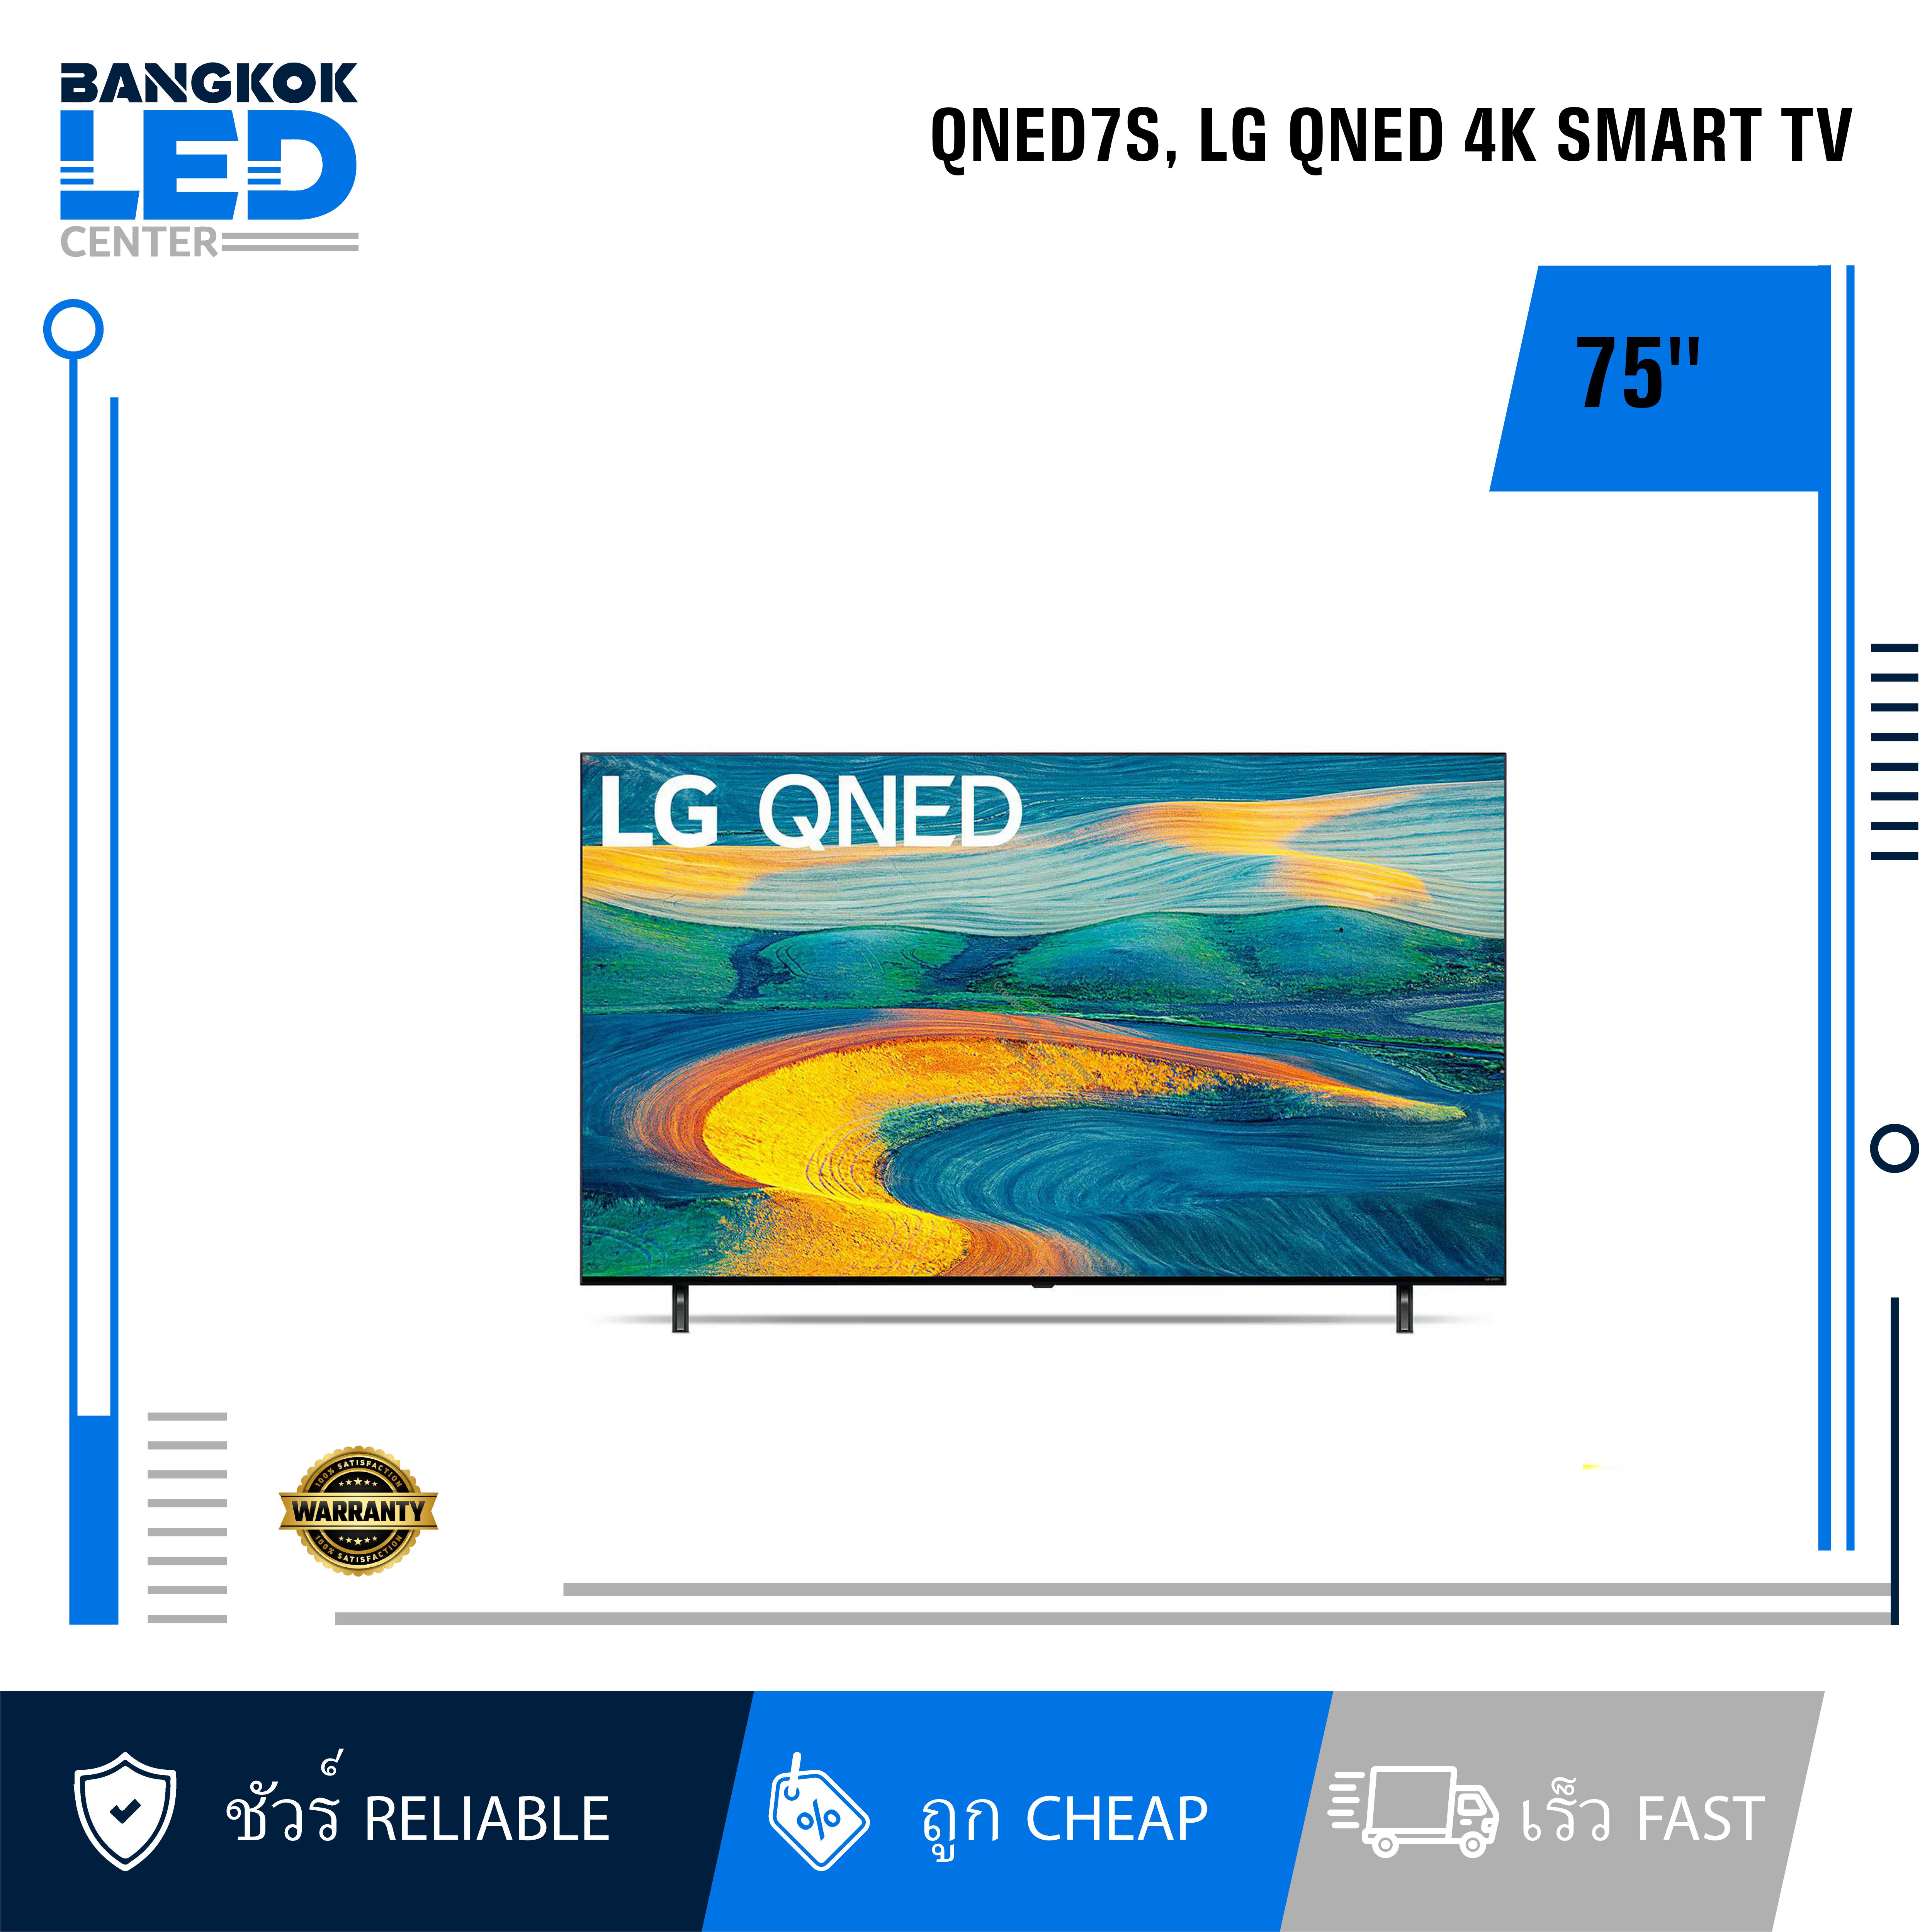 BANGKOK
LED
CENTER
QNED7S, LG QNED 4K SMART TV
75"
LG QNED
100% SATISFACTION
WARRANTY
100% SATISFACTION
ชัวร์ RELIABLE
%
ถูก CHEAP
เร็ว FAST